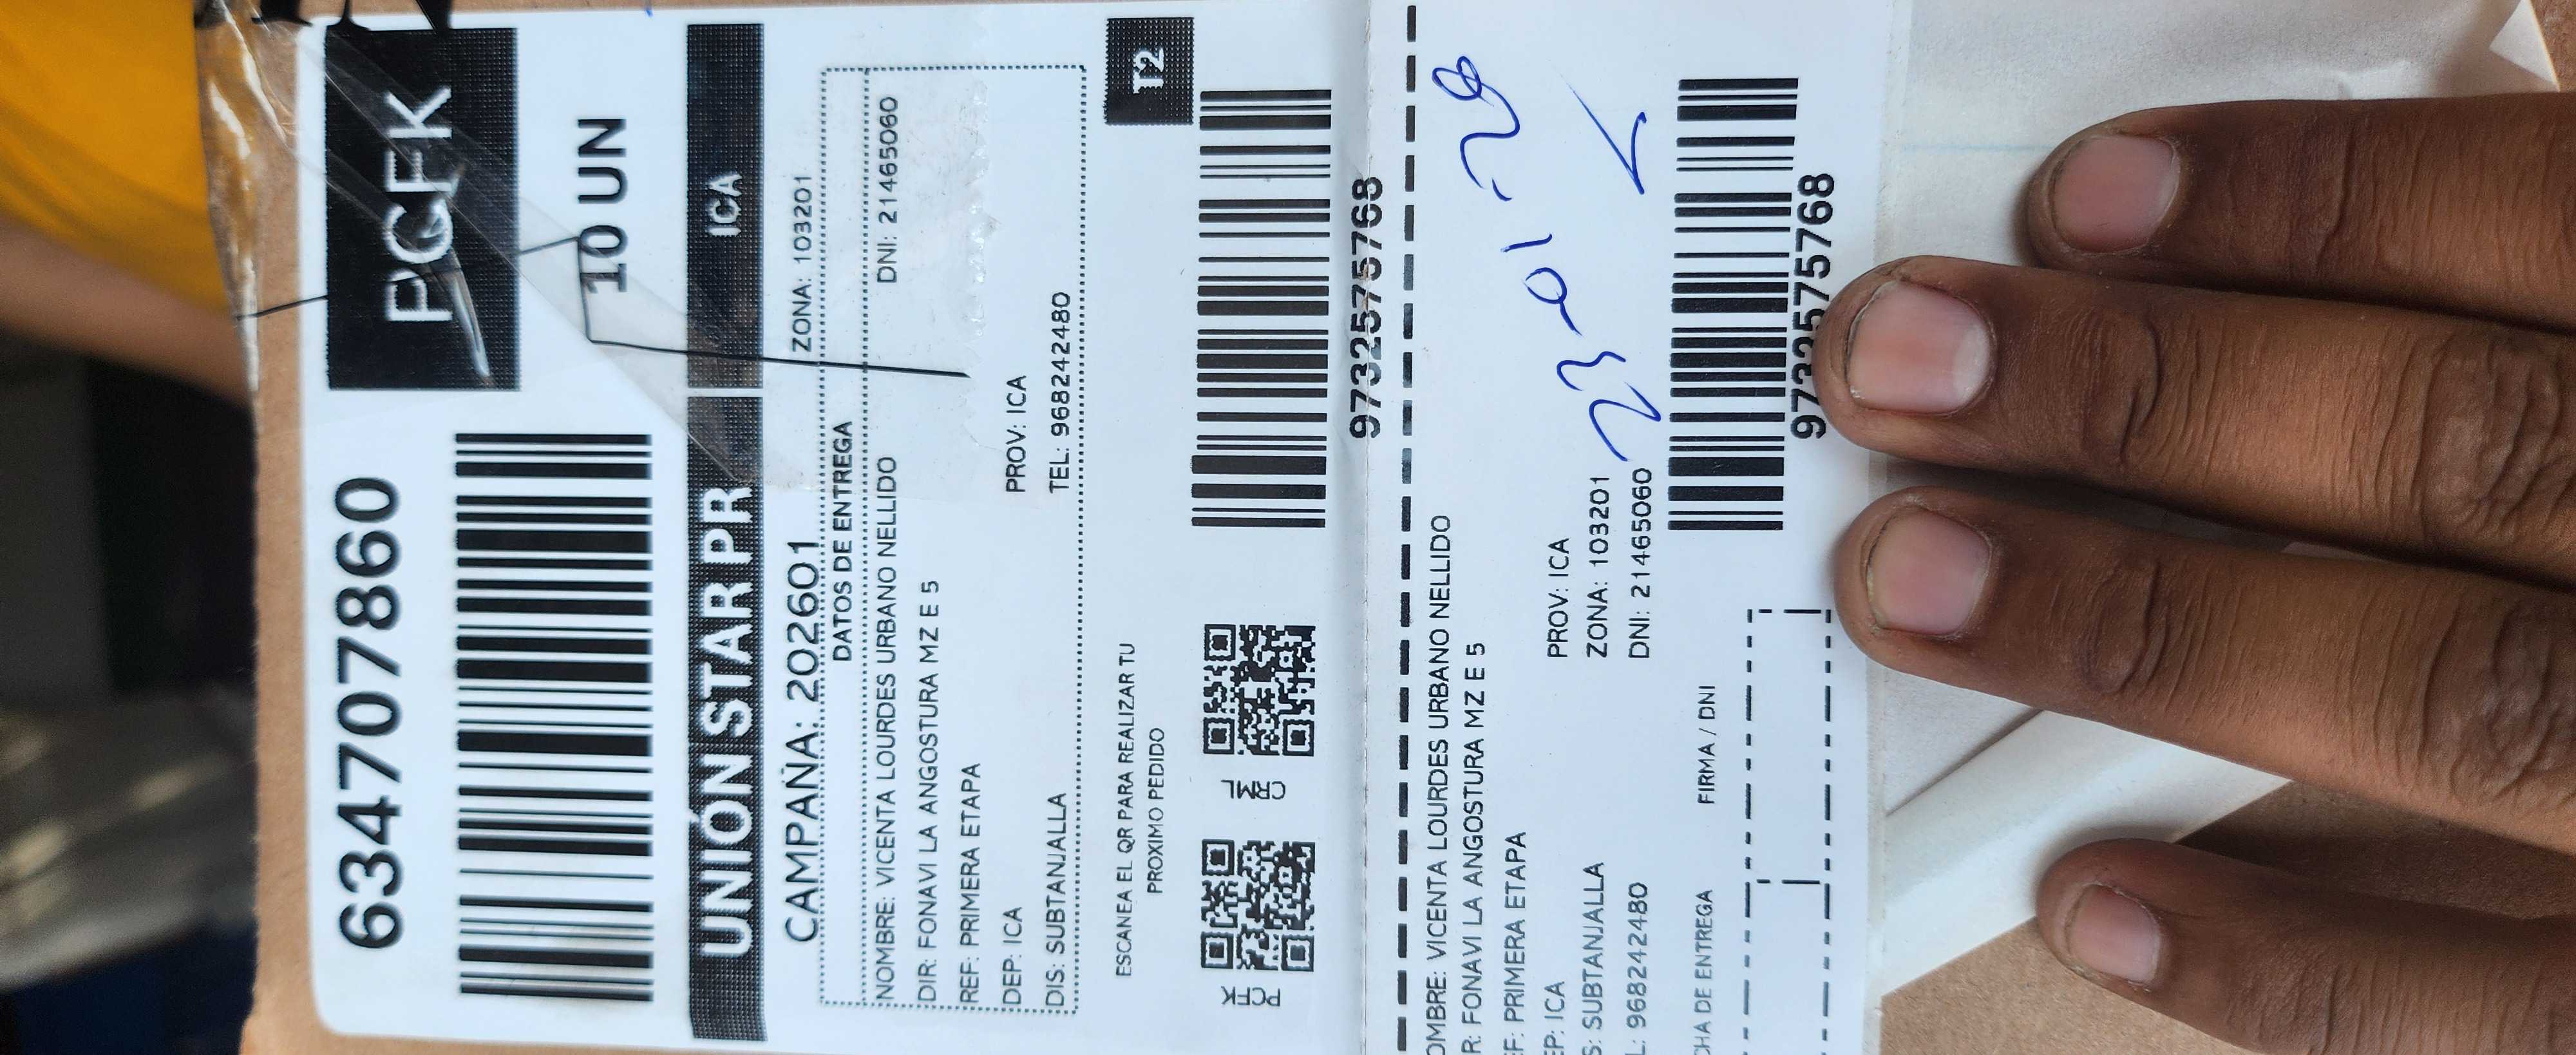 6347077860
PCFK
10 UN
UNIÓN STAR PR
ICA
CAMPAÑA: 202601
ZONA: 103201
DATOS DE ENTREGA
NOMBRE: VICENTA LOURDES URBANO NELLIDO
DNI: 21465060
DIR: FONAVI LA ANGOSTURA MZ E 5
REF: PRIMERA ETAPA
DEP: ICA
PROV: ICA
DIS: SUBTANJALLA
TEL: 968242480
ESCANEA EL QR PARA REALIZAR TU
PROXIMO PEDIDO
T2
PCFK
CRML
9732575768
OMBRE: VICENTA LOURDES URBANO NELLIDO
R: FONAVI LA ANGOSTURA MZ E 5
EF: PRIMERA ETAPA
EP: ICA
PROV: ICA
S: SUBTANJALLA
ZONA: 103201
L: 968242480
DNI: 21465060
23-01-26
CHA DE ENTREGA
FIRMA / DNI
9732575768